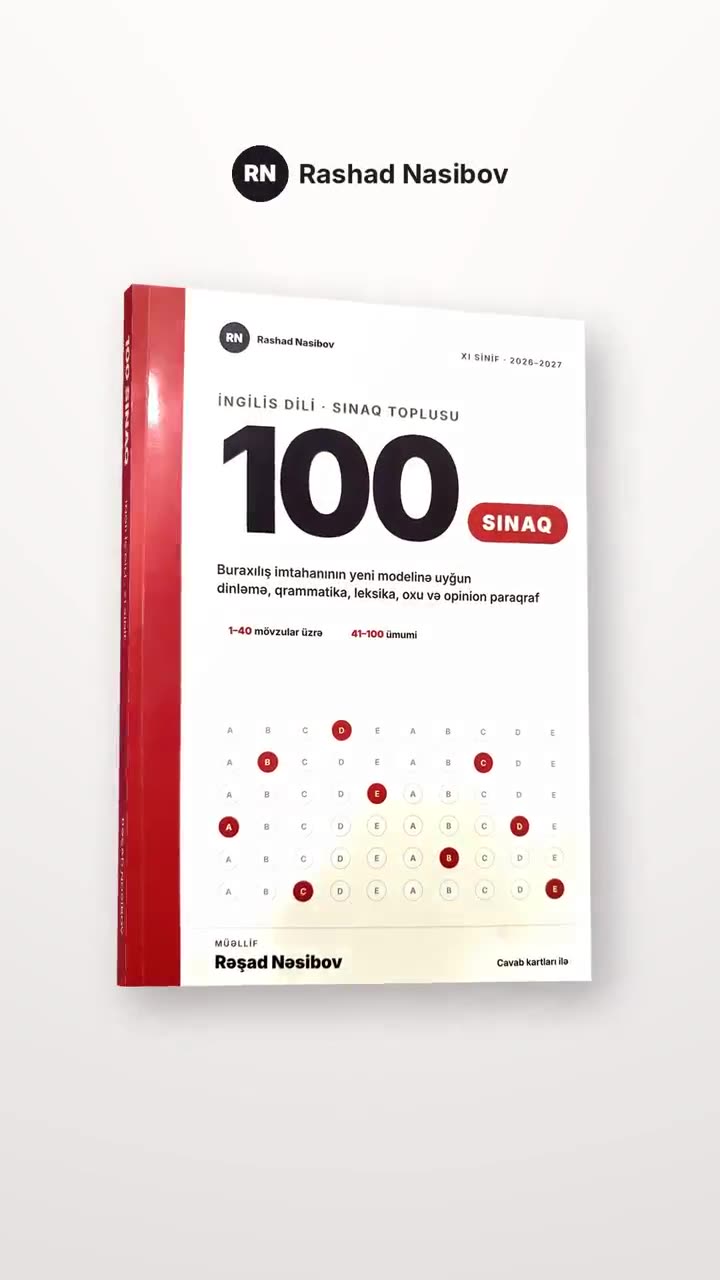 RN Rashad Nasibov
RN Rashad Nasibov
XI SİNİF · 2026–2027
İNGİLİS DİLİ · SINAQ TOPLUSU
100 SINAQ
Buraxılış imtahanının yeni modelinə uyğun
dinləmə, qrammatika, leksika, oxu və opinion paraqraf
1–40 mövzular üzrə 41–100 ümumi
A B C D E A B C D E
A B C D E A B C D E
A B C D E A B C D E
A B C D E A B C D E
A B C D E A B C D E
A B C D E A B C D E
MÜƏLLİF
Rəşad Nəsibov
Cavab kartları ilə
100 SINAQ